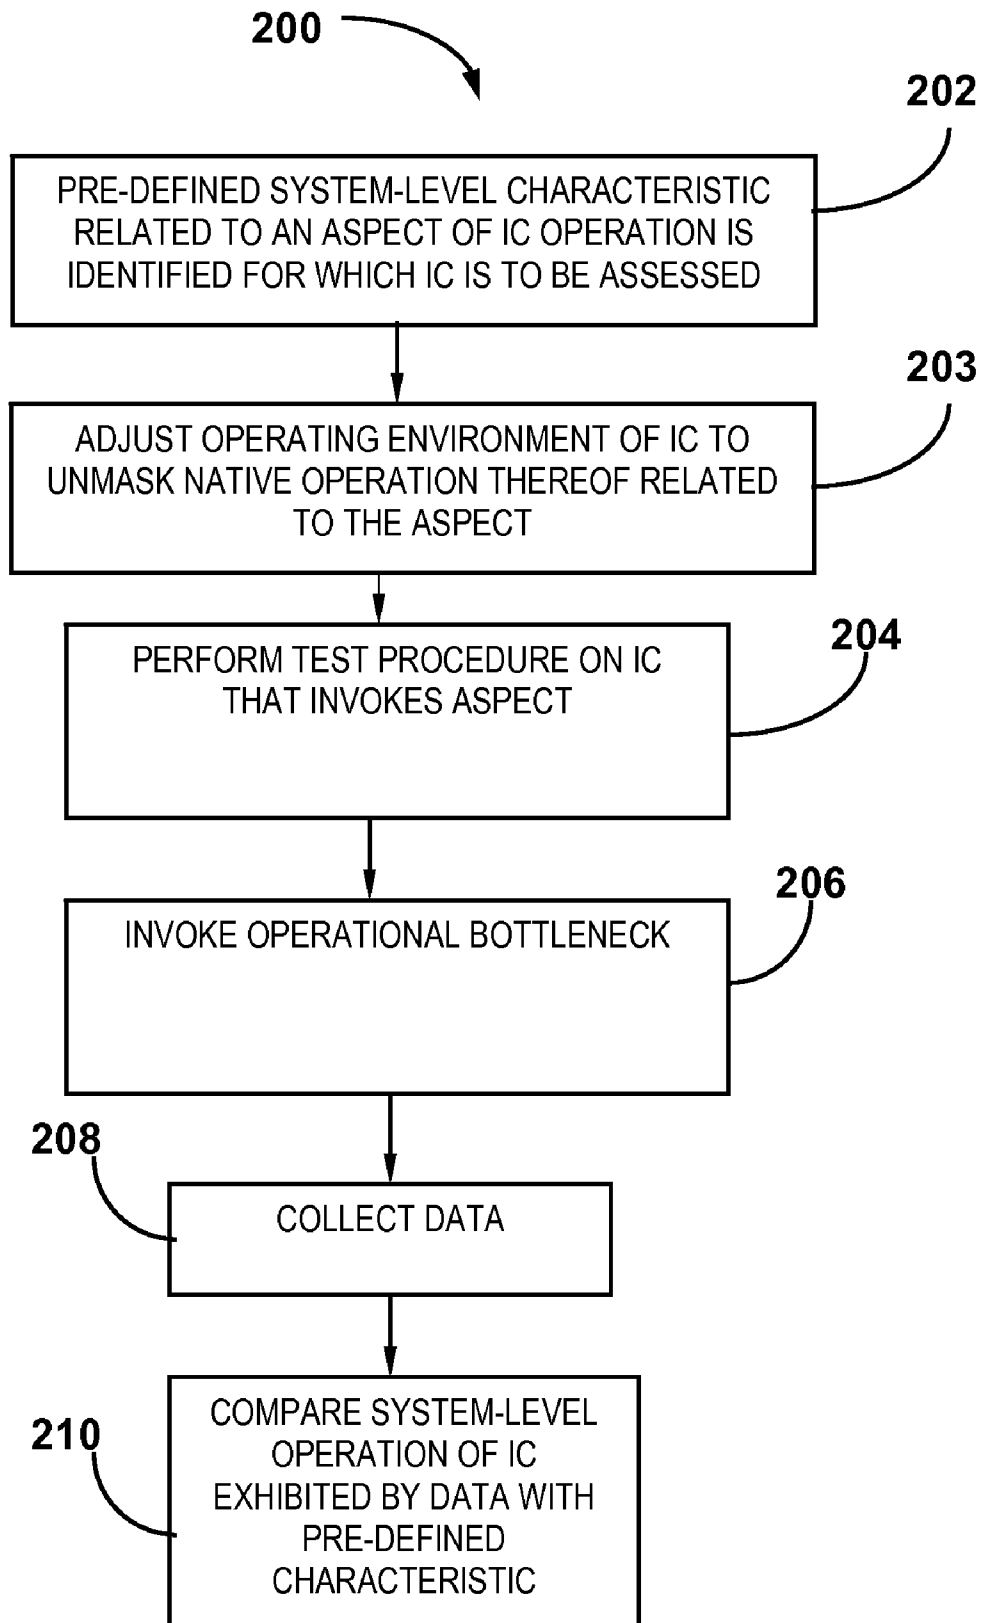 200
202
PRE-DEFINED SYSTEM-LEVEL CHARACTERISTIC
RELATED TO AN ASPECT OF IC OPERATION IS
IDENTIFIED FOR WHICH IC IS TO BE ASSESSED
203
ADJUST OPERATING ENVIRONMENT OF IC TO
UNMASK NATIVE OPERATION THEREOF RELATED
TO THE ASPECT
204
PERFORM TEST PROCEDURE ON IC
THAT INVOKES ASPECT
206
INVOKE OPERATIONAL BOTTLENECK
208
COLLECT DATA
210
COMPARE SYSTEM-LEVEL
OPERATION OF IC
EXHIBITED BY DATA WITH
PRE-DEFINED
CHARACTERISTIC